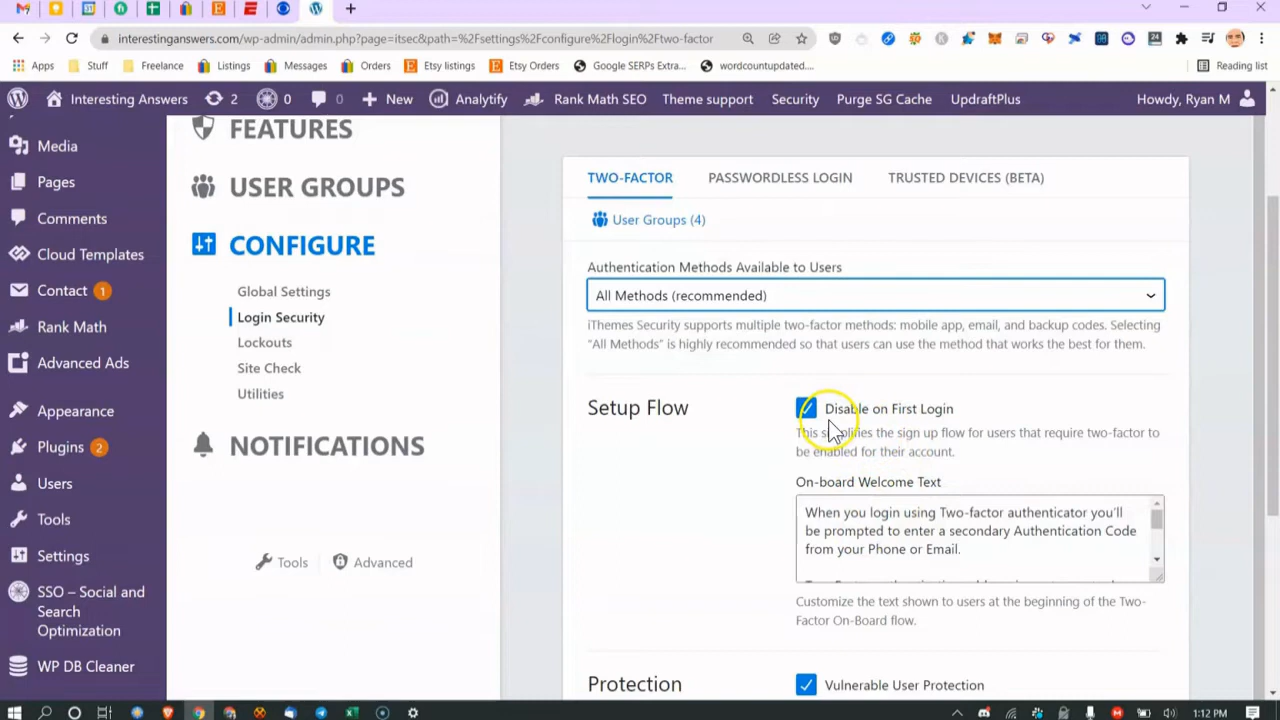 interestinganswers.com/wp-admin/admin.php?page=itsec&path=%2Fsettings%2Fconfigure%2Flogin%2Ftwo-factor
Apps Stuff Freelance Listings Messages Orders Etsy listings Etsy Orders Google SERPs Extra... wordcountupdated.... Reading list
Interesting Answers 2 0 0 New Analytify Rank Math SEO Theme support Security Purge SG Cache UpdraftPlus Howdy, Ryan M
Media
Pages
Comments
Cloud Templates
Contact 1
Rank Math
Advanced Ads
Appearance
Plugins 2
Users
Tools
Settings
SSO – Social and
Search
Optimization
WP DB Cleaner
FEATURES
USER GROUPS
CONFIGURE
Global Settings
Login Security
Lockouts
Site Check
Utilities
NOTIFICATIONS
Tools Advanced
TWO-FACTOR PASSWORDLESS LOGIN TRUSTED DEVICES (BETA)
User Groups (4)
Authentication Methods Available to Users
All Methods (recommended)
iThemes Security supports multiple two-factor methods: mobile app, email, and backup codes. Selecting
“All Methods” is highly recommended so that users can use the method that works the best for them.
Setup Flow
Disable on First Login
This simplifies the sign up flow for users that require two-factor to
be enabled for their account.
On-board Welcome Text
When you login using Two-factor authenticator you'll
be prompted to enter a secondary Authentication Code
from your Phone or Email.
Customize the text shown to users at the beginning of the Two-
Factor On-Board flow.
Protection
Vulnerable User Protection
1:12 PM